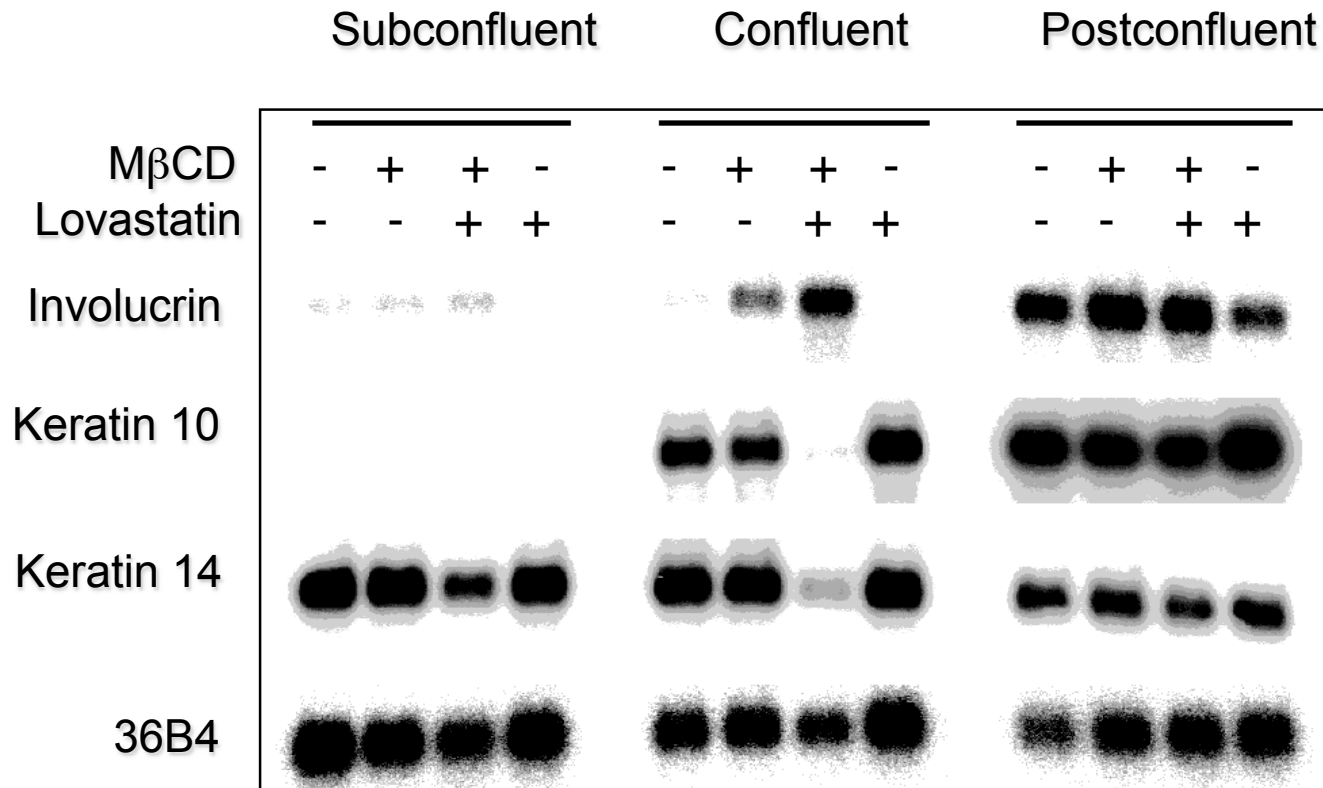 Subconfluent Confluent Postconfluent
MβCD - + + - - + + - - + + -
Lovastatin - - + + - - + + - - + +
Involucrin
Keratin 10
Keratin 14
36B4